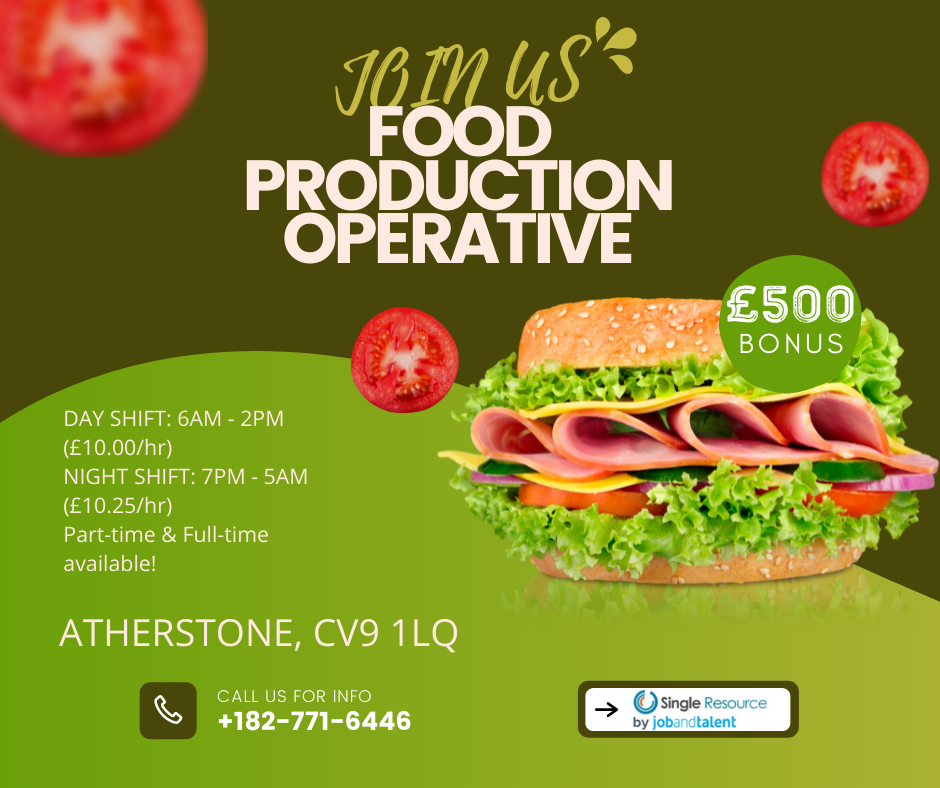 JOIN US
FOOD
PRODUCTION
OPERATIVE
£500
BONUS
DAY SHIFT: 6AM - 2PM
(£10.00/hr)
NIGHT SHIFT: 7PM - 5AM
(£10.25/hr)
Part-time & Full-time
available!
ATHERSTONE, CV9 1LQ
CALL US FOR INFO
+182-771-6446
Single Resource
by jobandtalent